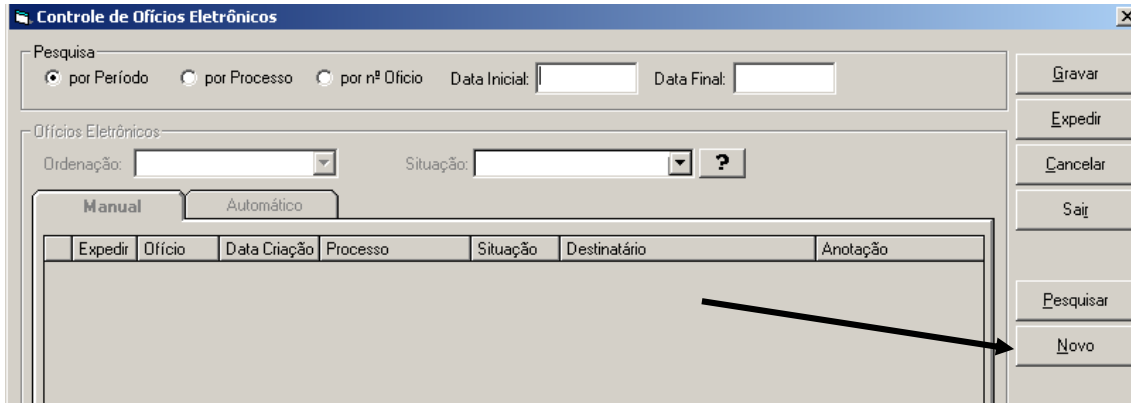 Controle de Ofícios Eletrônicos
Pesquisa
por Período por Processo por nº Oficio Data Inicial: Data Final:
Gravar
Expedir
Ofícios Eletrônicos
Ordenação: Situação: ?
Cancelar
Manual Automático
Sair
Expedir Ofício Data Criação Processo Situação Destinatário Anotação
Pesquisar
Novo